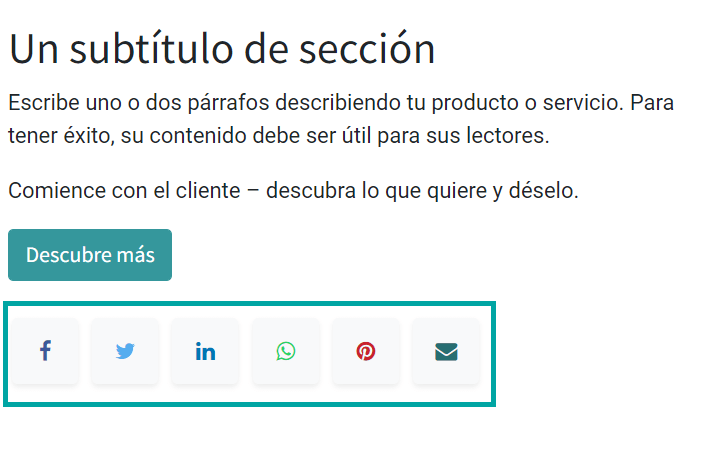 Un subtítulo de sección
Escribe uno o dos párrafos describiendo tu producto o servicio. Para
tener éxito, su contenido debe ser útil para sus lectores.
Comience con el cliente – descubra lo que quiere y déselo.
Descubre más